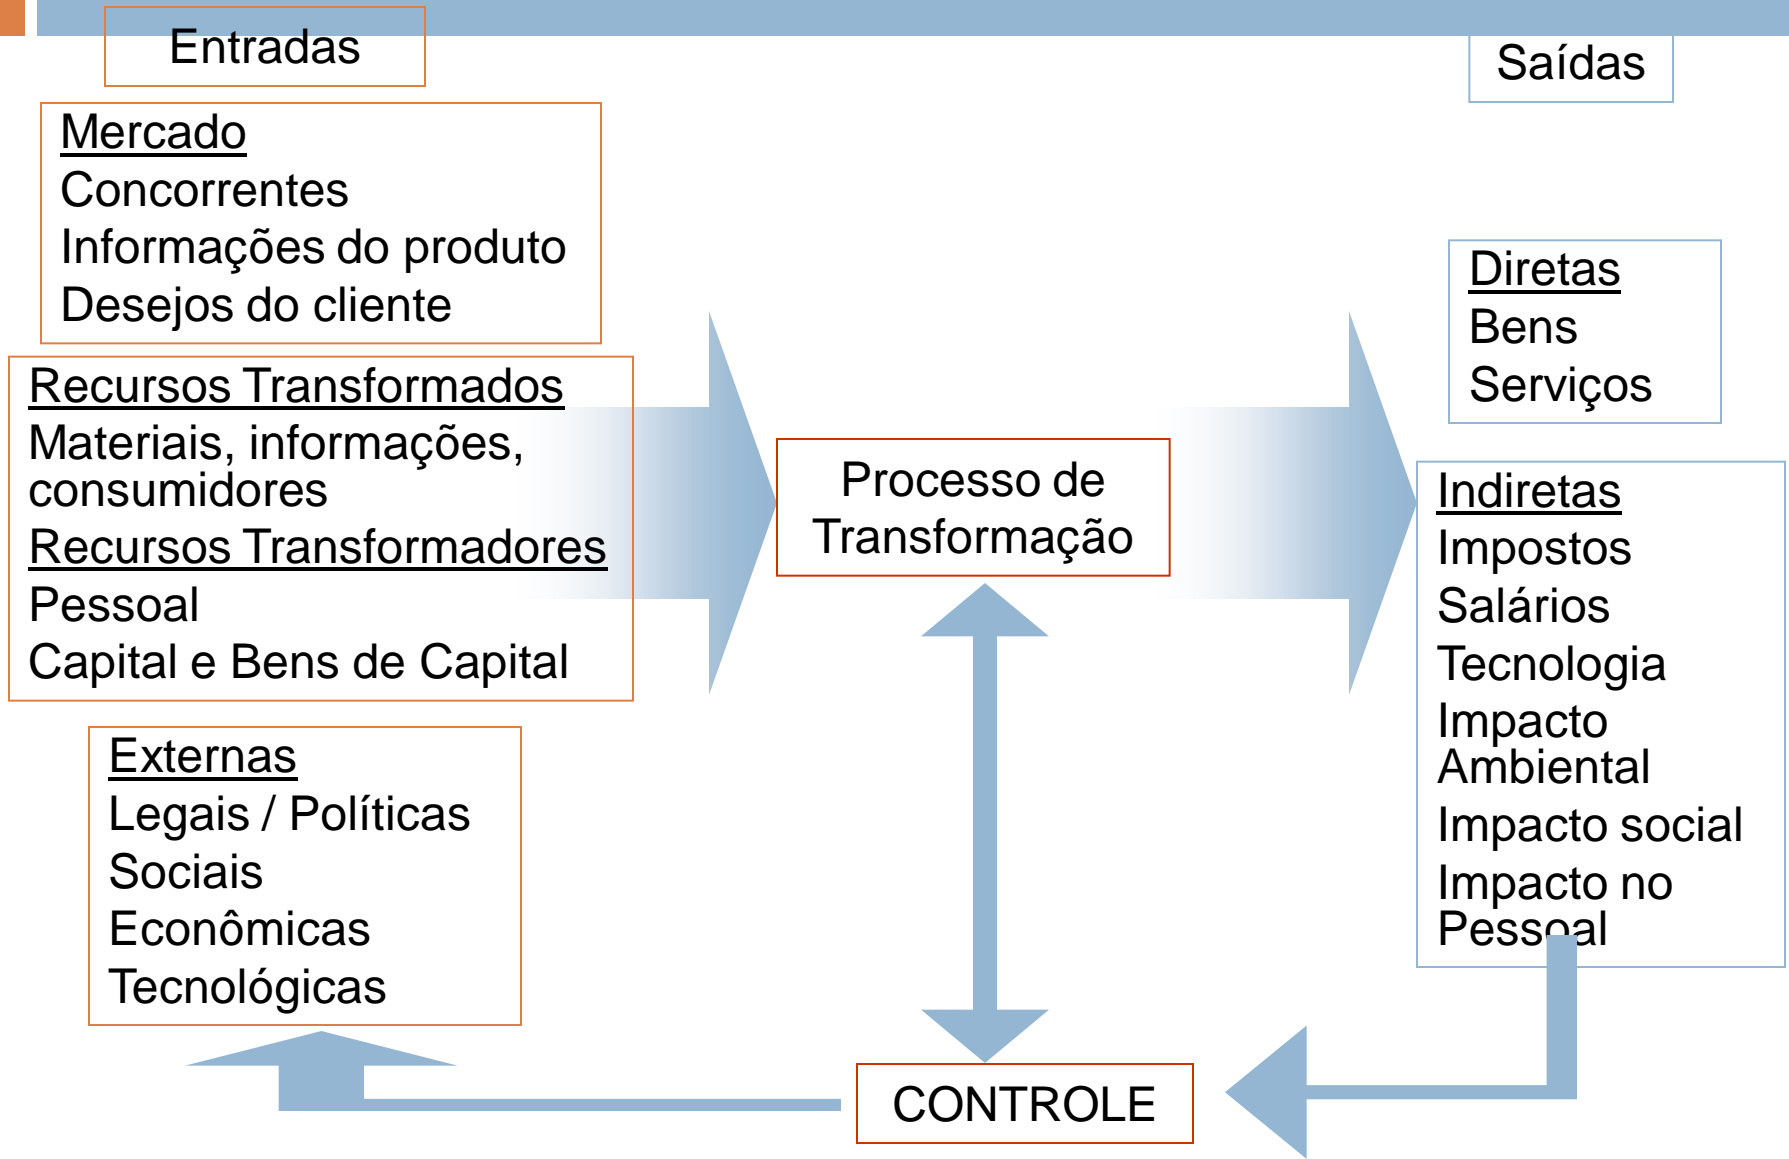 Entradas
Mercado
Concorrentes
Informações do produto
Desejos do cliente
Recursos Transformados
Materiais, informações,
consumidores
Recursos Transformadores
Pessoal
Capital e Bens de Capital
Externas
Legais / Políticas
Sociais
Econômicas
Tecnológicas
Processo de
Transformação
CONTROLE
Saídas
Diretas
Bens
Serviços
Indiretas
Impostos
Salários
Tecnologia
Impacto
Ambiental
Impacto social
Impacto no
Pessoal